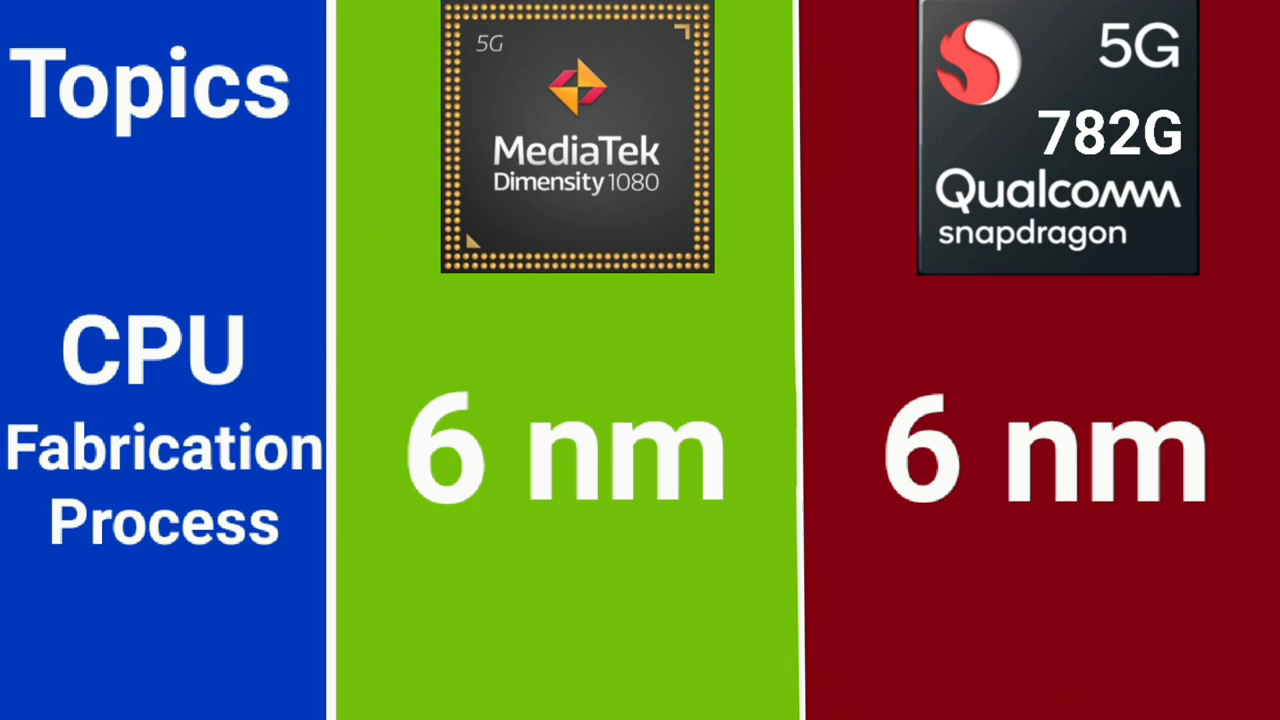 Topics
CPU
Fabrication
Process
5G
MediaTek
Dimensity 1080
6 nm
5G
782G
Qualcomm
snapdragon
6 nm